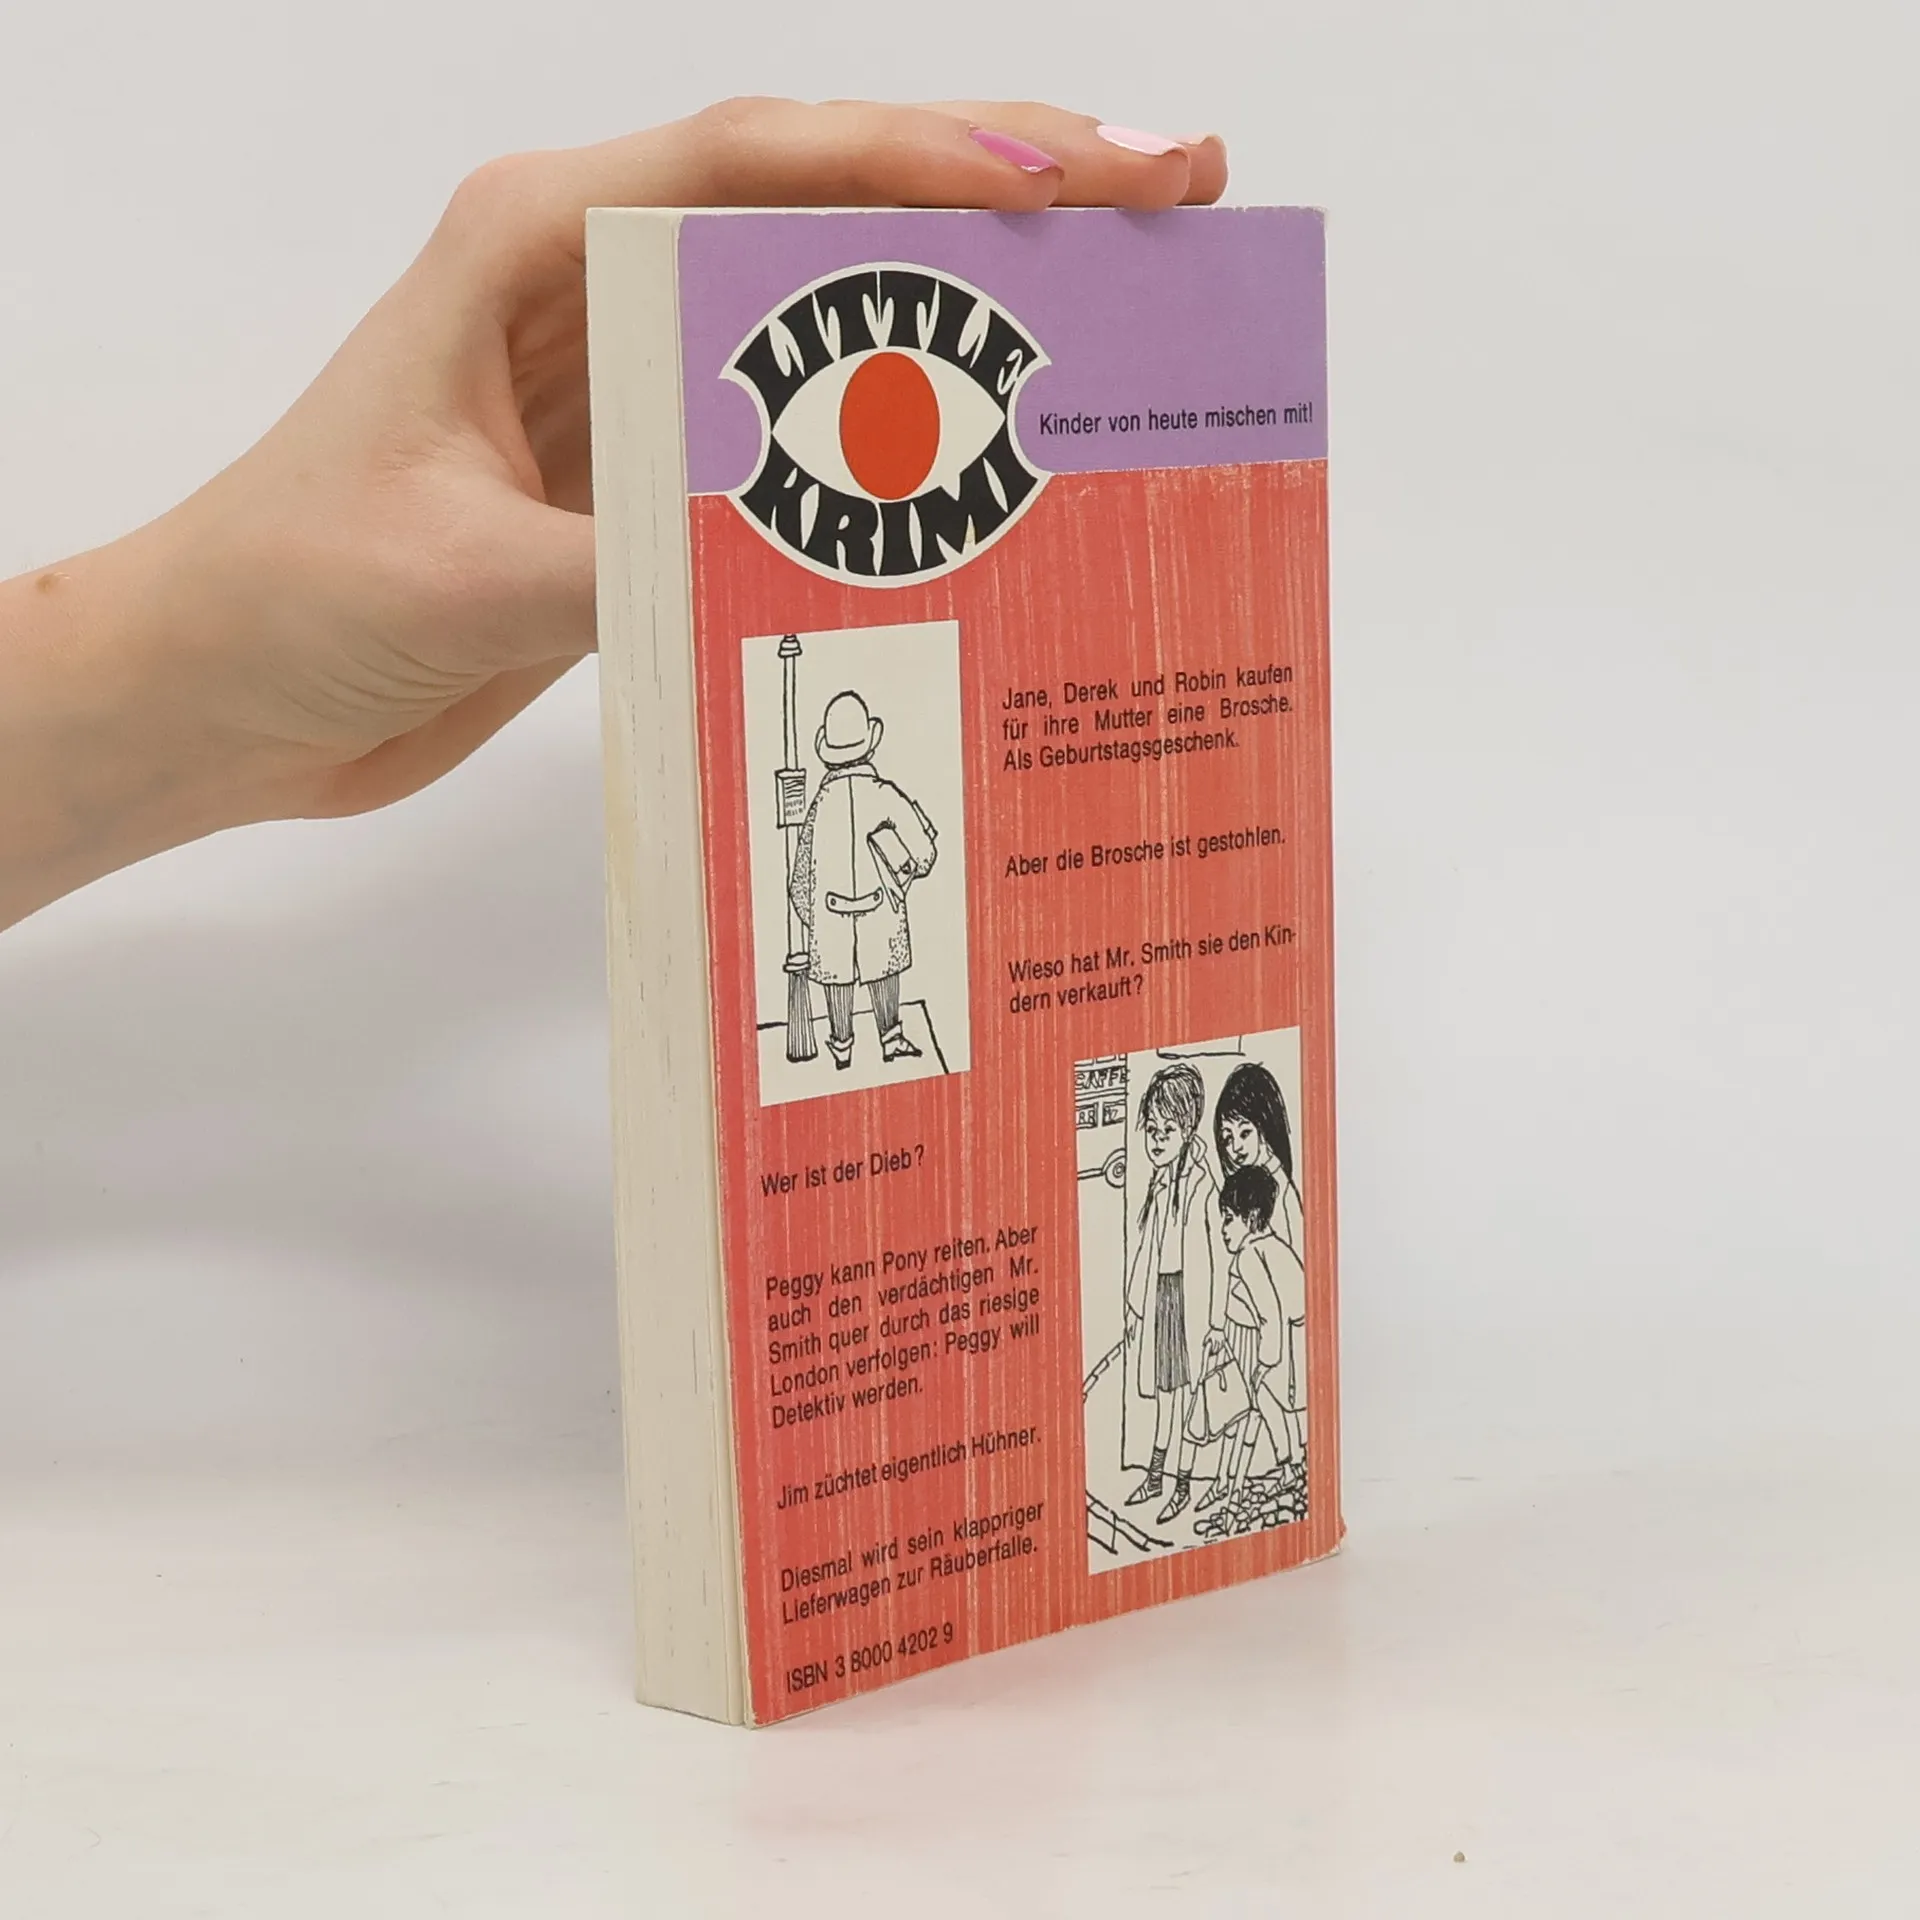 LITTLE
KRIMI
Kinder von heute mischen mit!
Jane, Derek und Robin kaufen
für ihre Mutter eine Brosche.
Als Geburtstagsgeschenk.
Aber die Brosche ist gestohlen.
Wieso hat Mr. Smith sie den Kin-
dern verkauft?
CAFFE
Wer ist der Dieb?
Peggy kann Pony reiten. Aber
auch den verdächtigen Mr.
Smith quer durch das riesige
London verfolgen: Peggy will
Detektiv werden.
Jim züchtet eigentlich Hühner.
Diesmal wird sein klappriger
Lieferwagen zur Räuberfalle.
ISBN 3 8000 4202 9